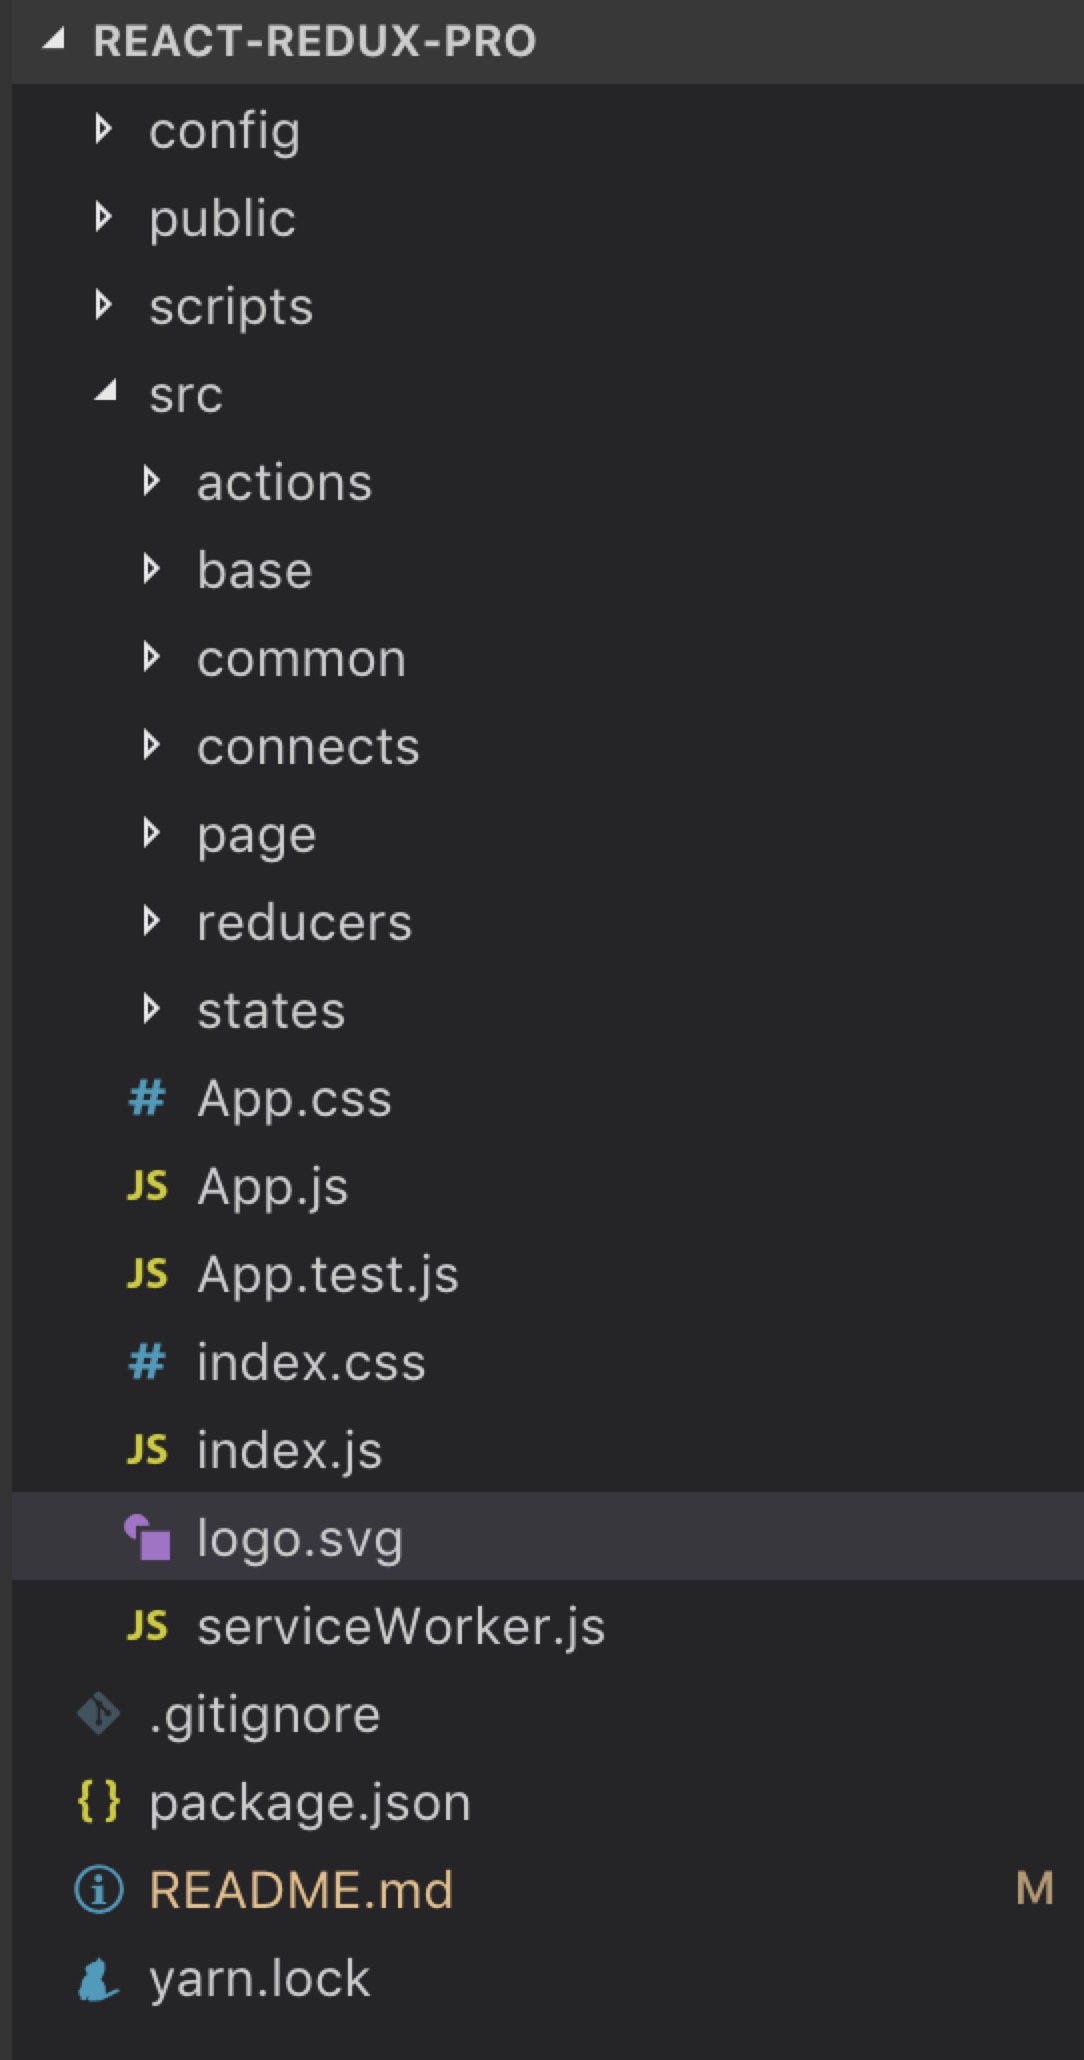 REACT-REDUX-PRO
config
public
scripts
src
actions
base
common
connects
page
reducers
states
# App.css
JS App.js
JS App.test.js
# index.css
JS index.js
logo.svg
JS serviceWorker.js
.gitignore
{} package.json
README.md M
yarn.lock